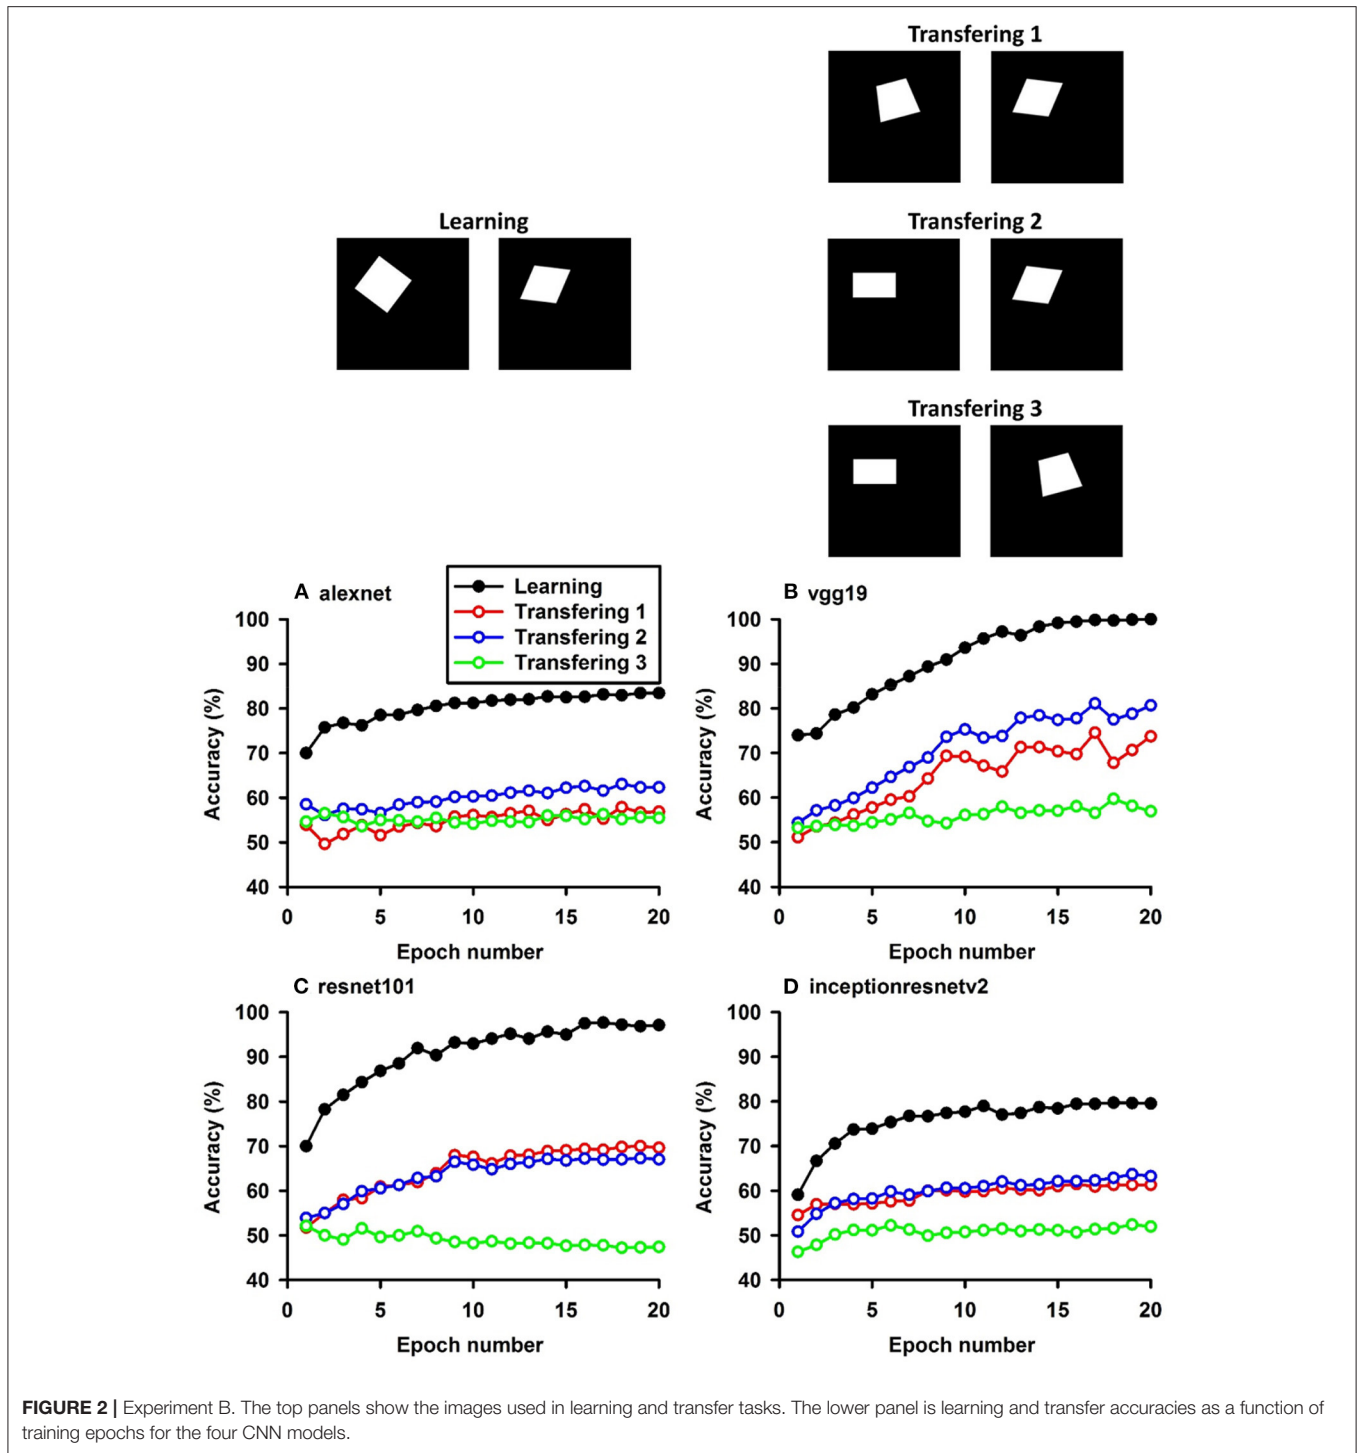 Transfering 1
Learning
Transfering 2
Transfering 3
A alexnet
Learning
Transfering 1
Transfering 2
Transfering 3
Accuracy (%)
100
90
80
70
60
50
40
0 5 10 15 20
Epoch number
B vgg19
Accuracy (%)
100
90
80
70
60
50
40
0 5 10 15 20
Epoch number
C resnet101
Accuracy (%)
100
90
80
70
60
50
40
0 5 10 15 20
Epoch number
D inceptionresnetv2
Accuracy (%)
100
90
80
70
60
50
40
0 5 10 15 20
Epoch number
FIGURE 2 | Experiment B. The top panels show the images used in learning and transfer tasks. The lower panel is learning and transfer accuracies as a function of
training epochs for the four CNN models.